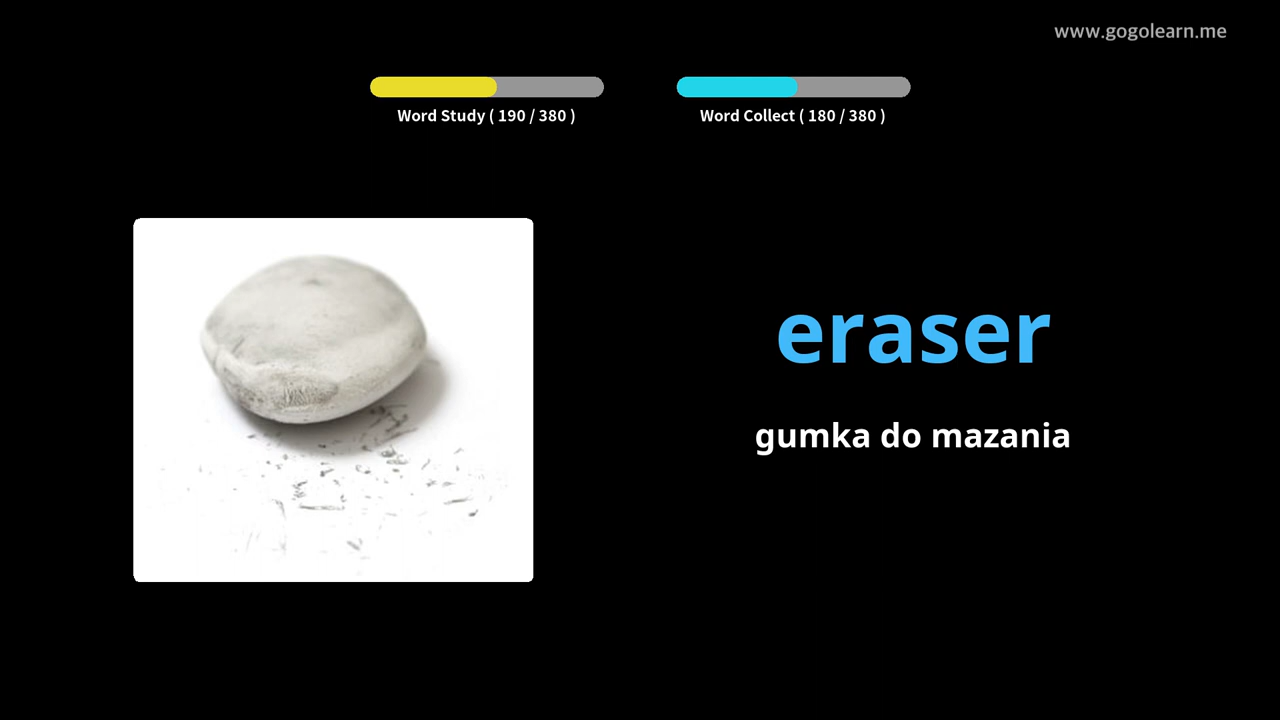 www.gogolearn.me
Word Study ( 190 / 380 )
Word Collect ( 180 / 380 )
eraser
gumka do mazania